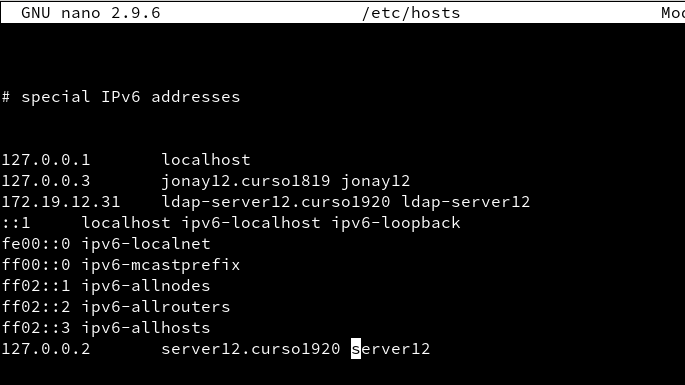 GNU nano 2.9.6 /etc/hosts Mod
# special IPv6 addresses
127.0.0.1 localhost
127.0.0.3 jonay12.curso1819 jonay12
172.19.12.31 ldap-server12.curso1920 ldap-server12
::1 localhost ipv6-localhost ipv6-loopback
fe00::0 ipv6-localnet
ff00::0 ipv6-mcastprefix
ff02::1 ipv6-allnodes
ff02::2 ipv6-allrouters
ff02::3 ipv6-allhosts
127.0.0.2 server12.curso1920 server12